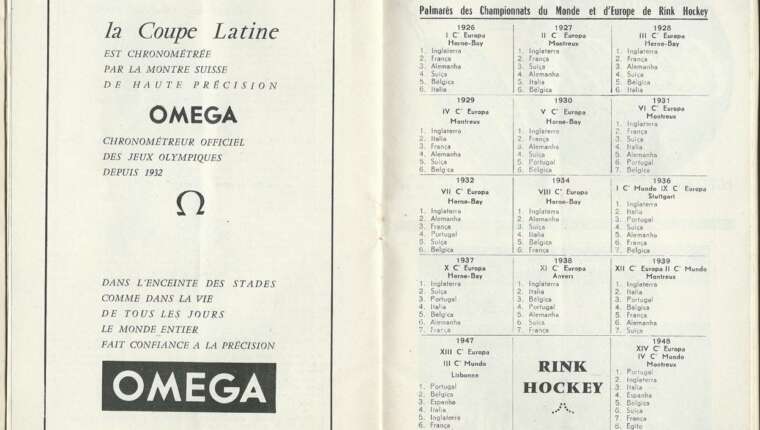 la Coupe Latine
EST CHRONOMÉTRÉE
PAR LA MONTRE SUISSE
DE HAUTE PRÉCISION
OMEGA
CHRONOMÉTREUR OFFICIEL
DES JEUX OLYMPIQUES
DEPUIS 1932
Ω
DANS L'ENCEINTE DES STADES
COMME DANS LA VIE
DE TOUS LES JOURS
LE MONDE ENTIER
FAIT CONFIANCE A LA PRÉCISION
OMEGA
Palmarès des Championnats du Monde et d'Europe de Rink Hockey
1926
I C° Europa
Herne-Bay
1. Inglaterra
2. França
3. Alemanha
4. Suiça
5. Bélgica
6. Italia
1927
II C° Europa
Montreux
1. Inglaterra
2. França
3. Suiça
4. Italia
5. Alemanha
6. Bélgica
1928
III C° Europa
Herne-Bay
1. Inglaterra
2. França
3. Alemanha
4. Suiça
5. Bélgica
6. Italia
1929
IV C° Europa
Montreux
1. Inglaterra
2. Italia
3. França
4. Alemanha
5. Bélgica
6. Suiça
1930
V C° Europa
Herne-Bay
1. Inglaterra
2.
3.
4.
5. Portugal
6. Bélgica
1931
VI C° Europa
Montreux
1. Inglaterra
2. França
3. Suiça
4. Italia
5. Alemanha
6. Portugal
7. Bélgica
1932
VII C° Europa
Herne-Bay
1. Inglaterra
2. Alemanha
3. França
4. Portugal
5. Suiça
6. Bélgica
1934
VIII C° Europa
Herne-Bay
1. Inglaterra
2. Alemanha
3. Suiça
4. Italia
5. Bélgica
6. França
1936
I C° Mundo IX C° Europa
Stuttgart
1. Inglaterra
2. Italia
3. Portugal
4. Suiça
5. Alemanha
6. França
7. Bélgica
1937
X C° Europa
Herne-Bay
1. Inglaterra
2. Suiça
3. Portugal
4. Italia
5. Bélgica
6. Alemanha
7. França
1938
XI C° Europa
Anvers
1. Inglaterra
2. Italia
3. Portugal
4. Bélgica
5. Alemanha
6. Suiça
7. França
1939
XII C° Europa II C° Mundo
Montreux
1. Inglaterra
2. Italia
3. Portugal
4. Suiça
5. Bélgica
6. França
7. Alemanha
1947
XIII C° Europa
III C° Mundo
Lisbonne
1. Portugal
2. Bélgica
3. Espanha
4. Italia
5. Inglaterra
6. França
RINK
HOCKEY
1948
XIV C° Europa
IV C° Mundo
Montreux
1. Portugal
2. Inglaterra
3. Italia
4. Espanha
5. Bélgica
6. Suiça
7. França
8. Egito